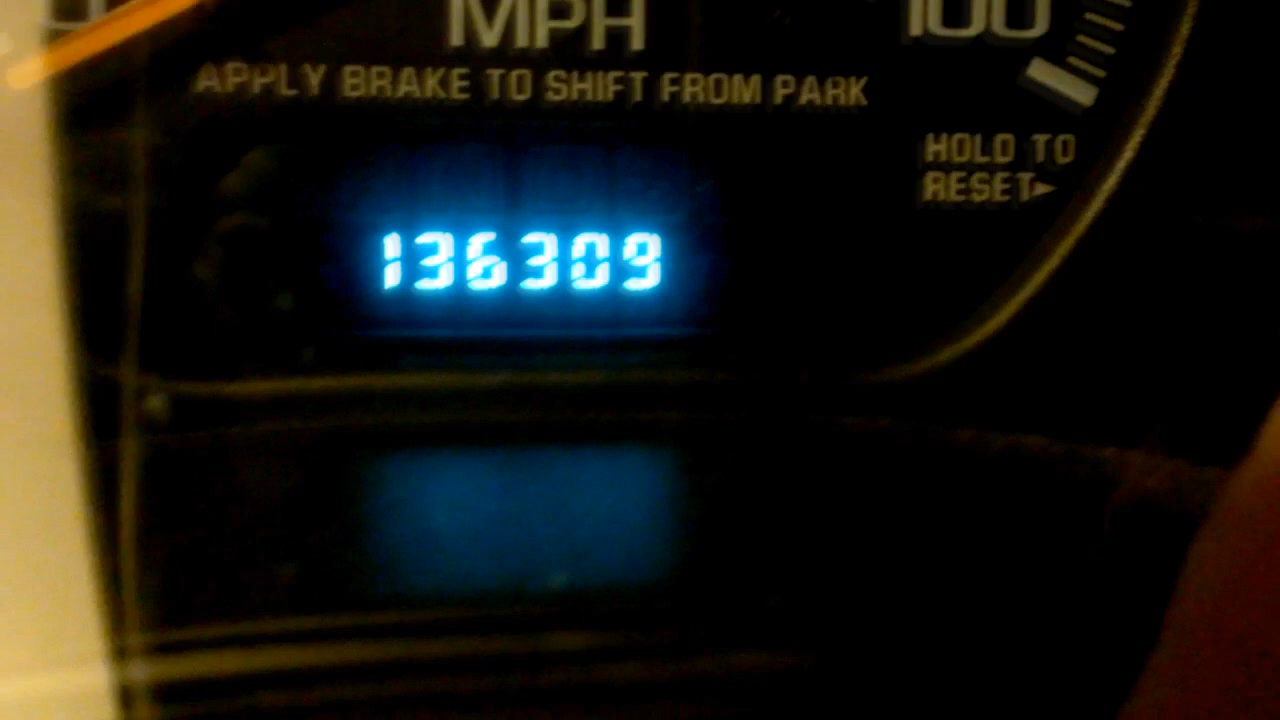 MPH
100
APPLY BRAKE TO SHIFT FROM PARK
HOLD TO
RESET►
136309